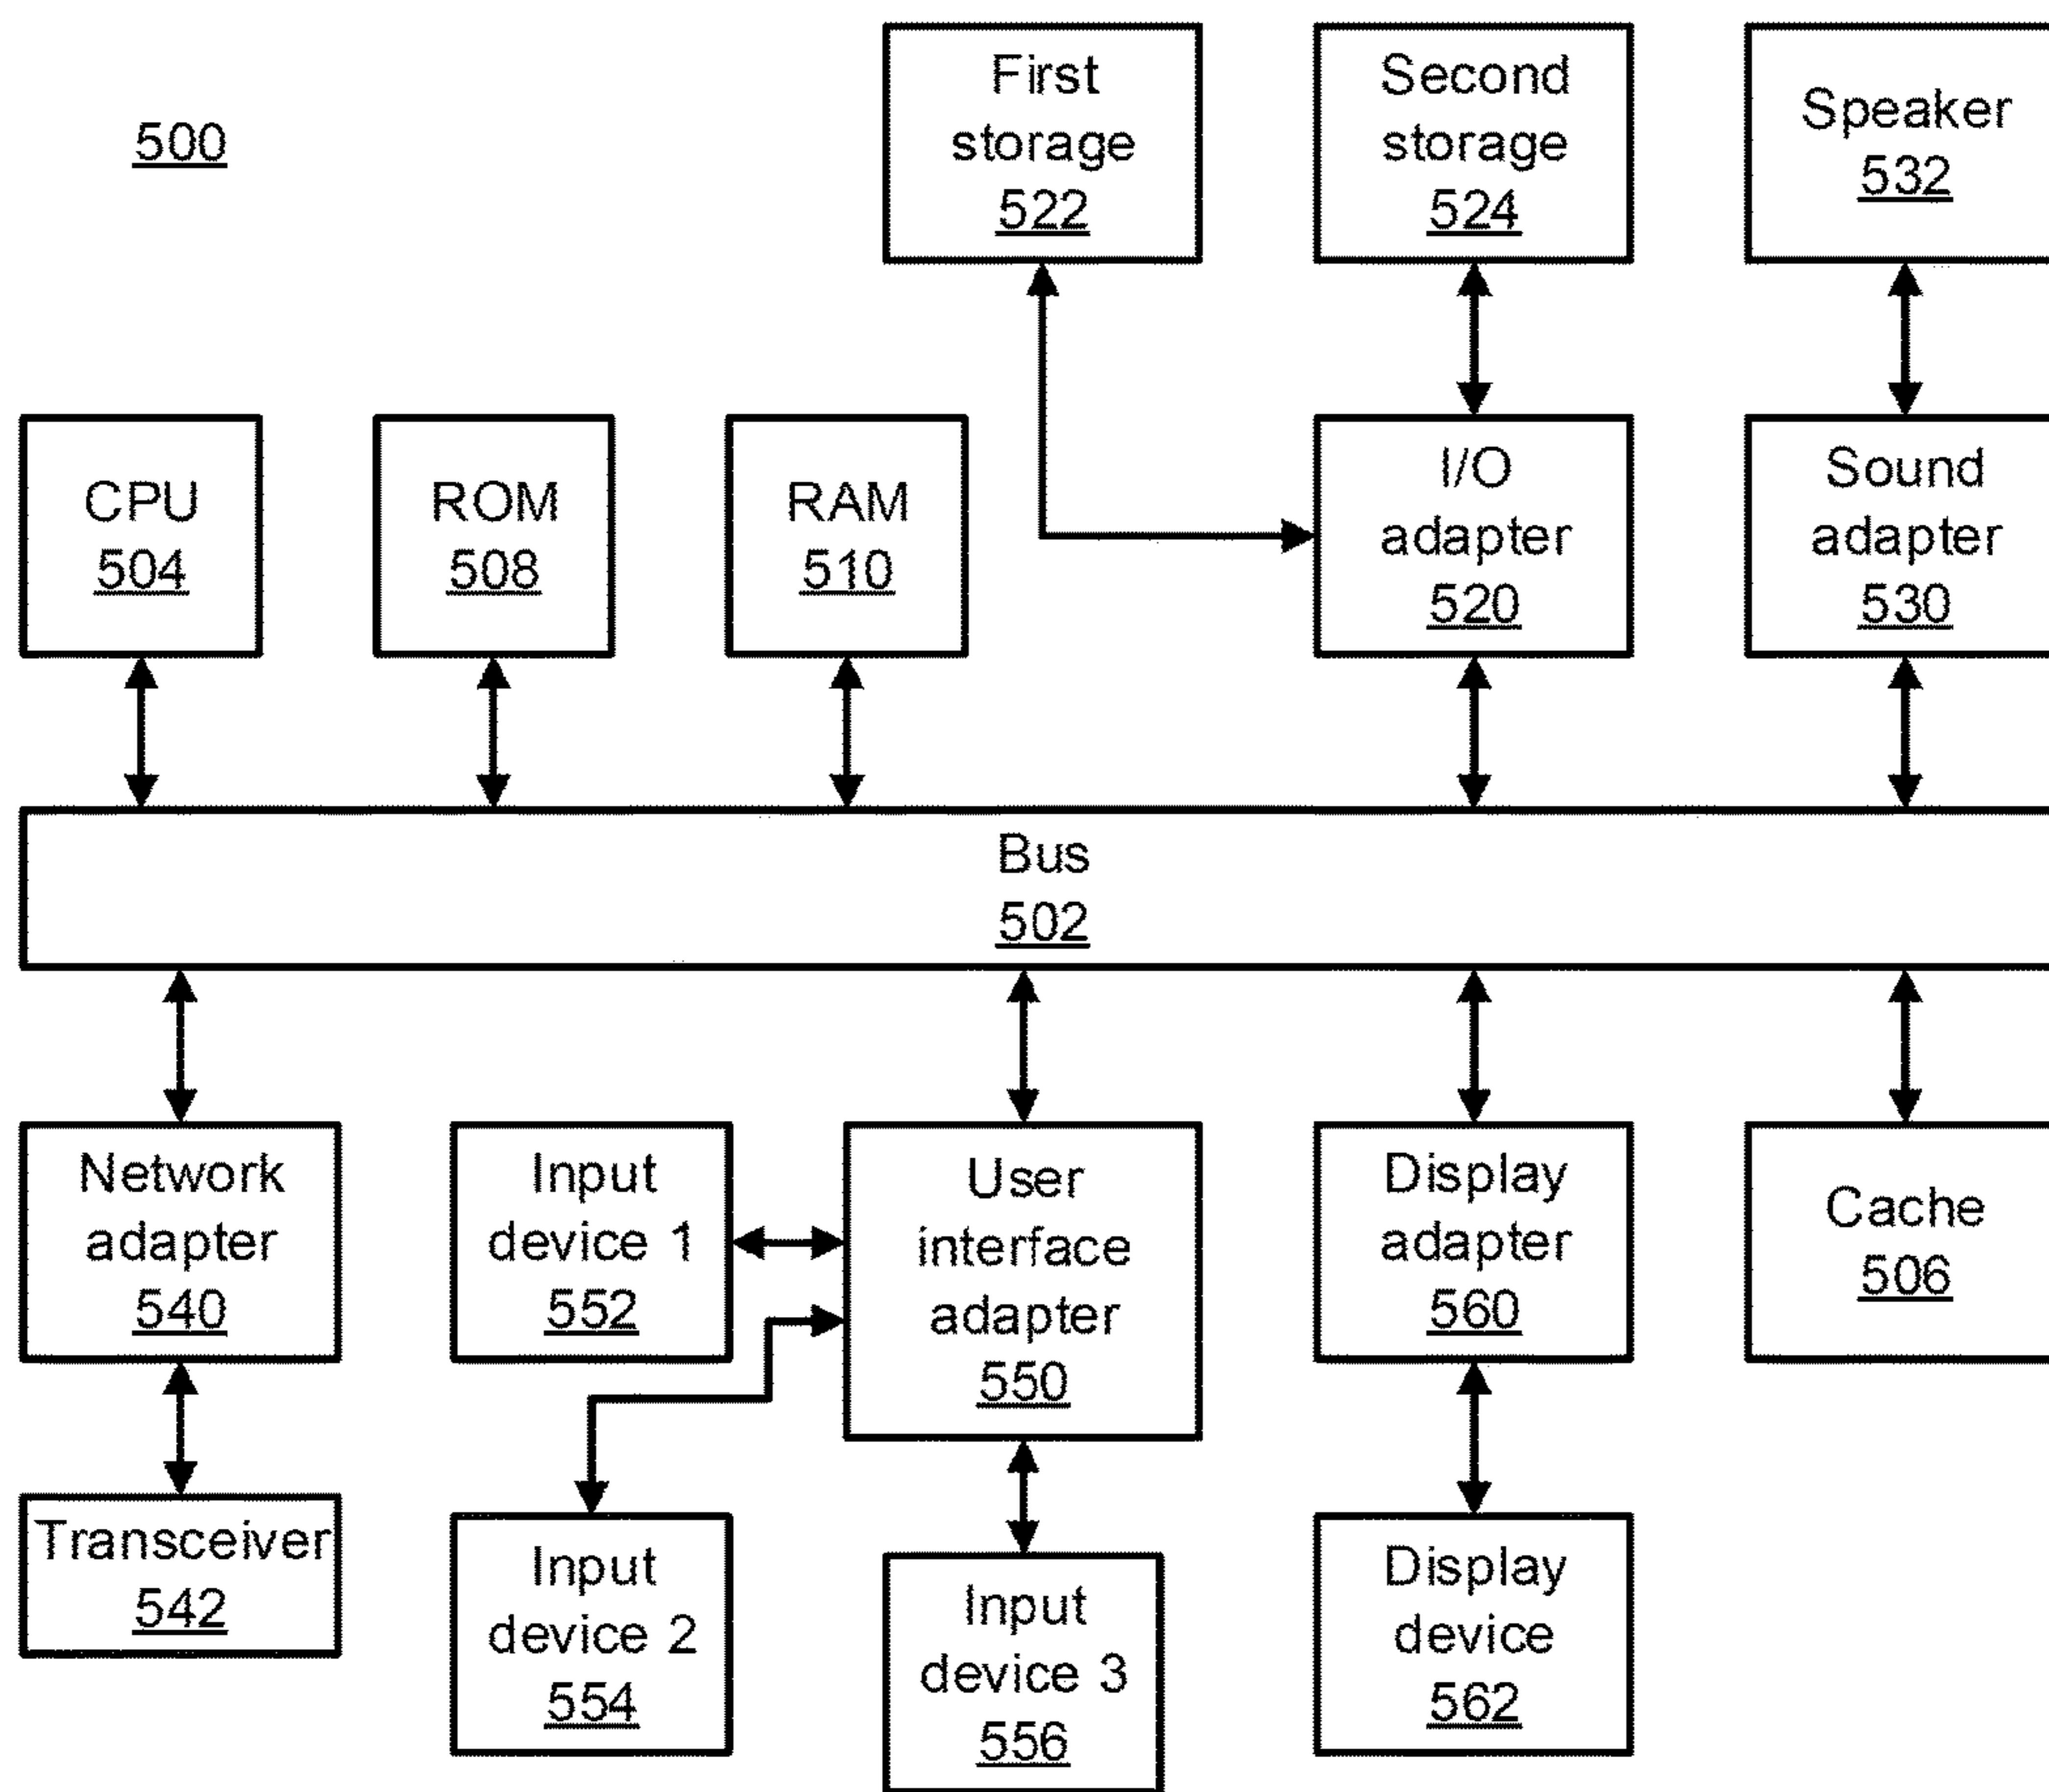 500
First
storage
522
Second
storage
524
Speaker
532
CPU
504
ROM
508
RAM
510
I/O
adapter
520
Sound
adapter
530
Bus
502
Network
adapter
540
Input
device 1
552
User
interface
adapter
550
Display
adapter
560
Cache
506
Transceiver
542
Input
device 2
554
Input
device 3
556
Display
device
562